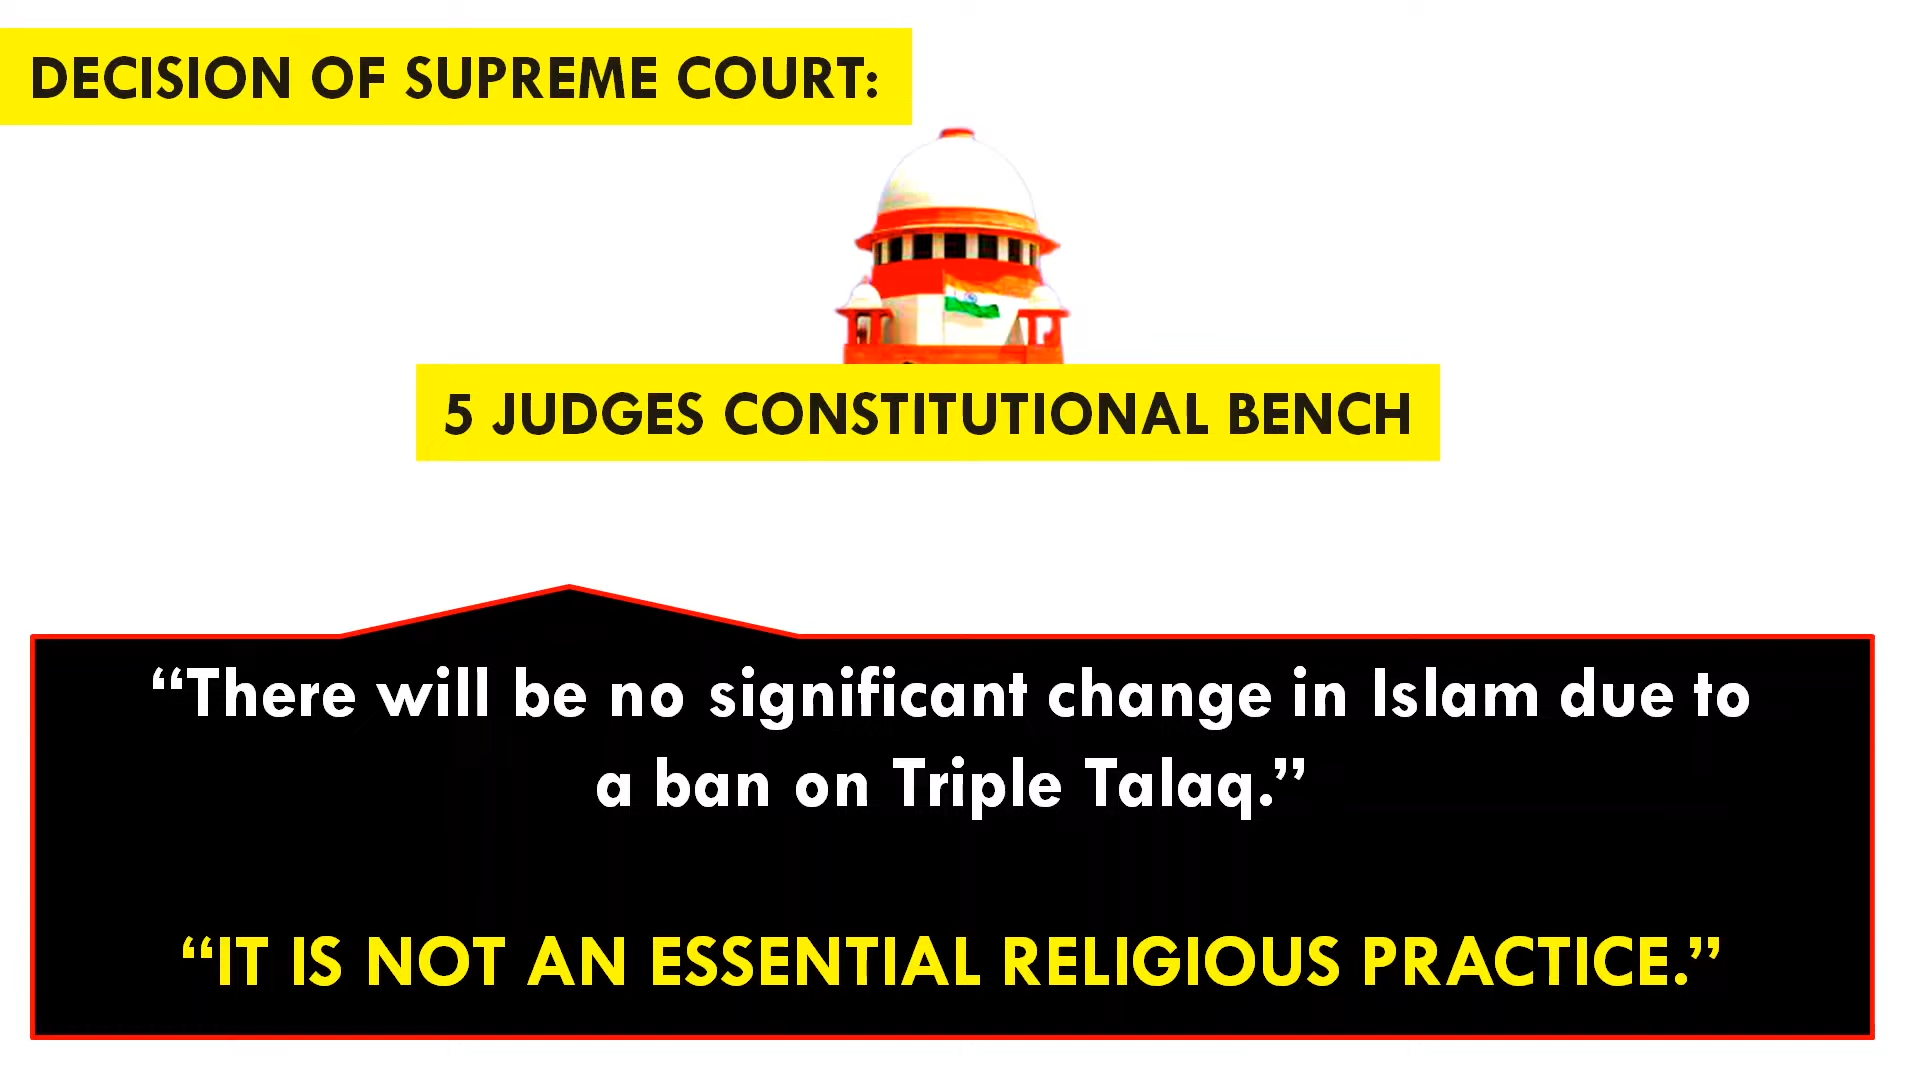 DECISION OF SUPREME COURT:
5 JUDGES CONSTITUTIONAL BENCH
“There will be no significant change in Islam due to
a ban on Triple Talaq.”
“IT IS NOT AN ESSENTIAL RELIGIOUS PRACTICE.”